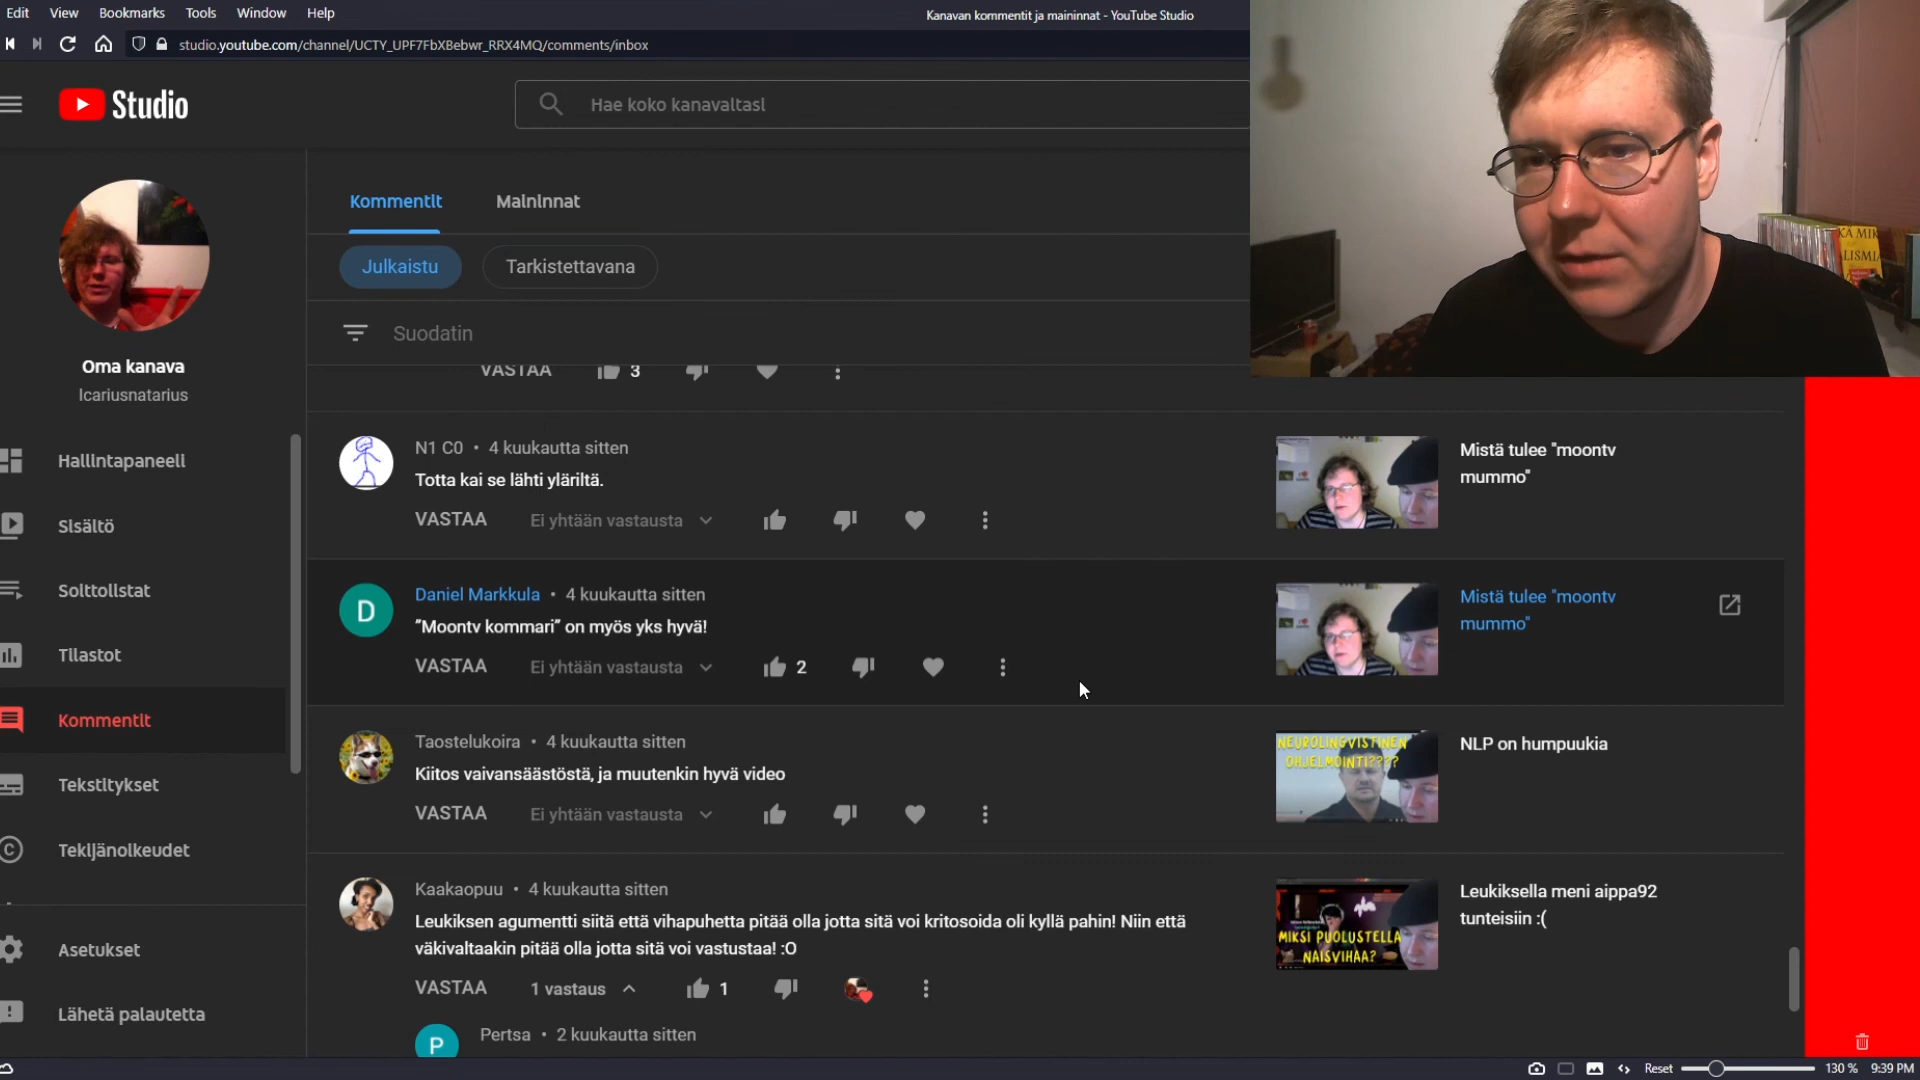 Edit View Bookmarks Tools Window Help
Kanavan kommentit ja maininnat - YouTube Studio
studio.youtube.com/channel/UCTY_UPF7FbXBebwr_RRX4MQ/comments/inbox
Studio
Hae koko kanavaltasi
Oma kanava
Icariusnatarius
Hallintapaneeli
Sisältö
Soittolistat
Tilastot
Kommentit
Tekstitykset
Tekijänoikeudet
Asetukset
Lähetä palautetta
Kommentit Maininnat
Julkaistu Tarkistettavana
Suodatin
VASTAA 3
N1 C0 • 4 kuukautta sitten
Totta kai se lähti yläriltä.
VASTAA Ei yhtään vastausta
Mistä tulee "moontv
mummo"
D
Daniel Markkula • 4 kuukautta sitten
”Moontv kommari” on myös yks hyvä!
VASTAA Ei yhtään vastausta 2
Mistä tulee "moontv
mummo"
Taostelukoira • 4 kuukautta sitten
Kiitos vaivansäästöstä, ja muutenkin hyvä video
VASTAA Ei yhtään vastausta
NEUROLINGVISTINEN
OHJELMOINTI????
NLP on humpuukia
Kaakaopuu • 4 kuukautta sitten
Leukiksen agumentti siitä että vihapuhetta pitää olla jotta sitä voi kritosoida oli kyllä pahin! Niin että
väkivaltaakin pitää olla jotta sitä voi vastustaa! :O
VASTAA 1 vastaus 1
MIKSI PUOLUSTELLA
NAISVIHAA?
Leukiksella meni aippa92
tunteisiin :(
P
Pertsa • 2 kuukautta sitten
Reset 130 % 9:39 PM